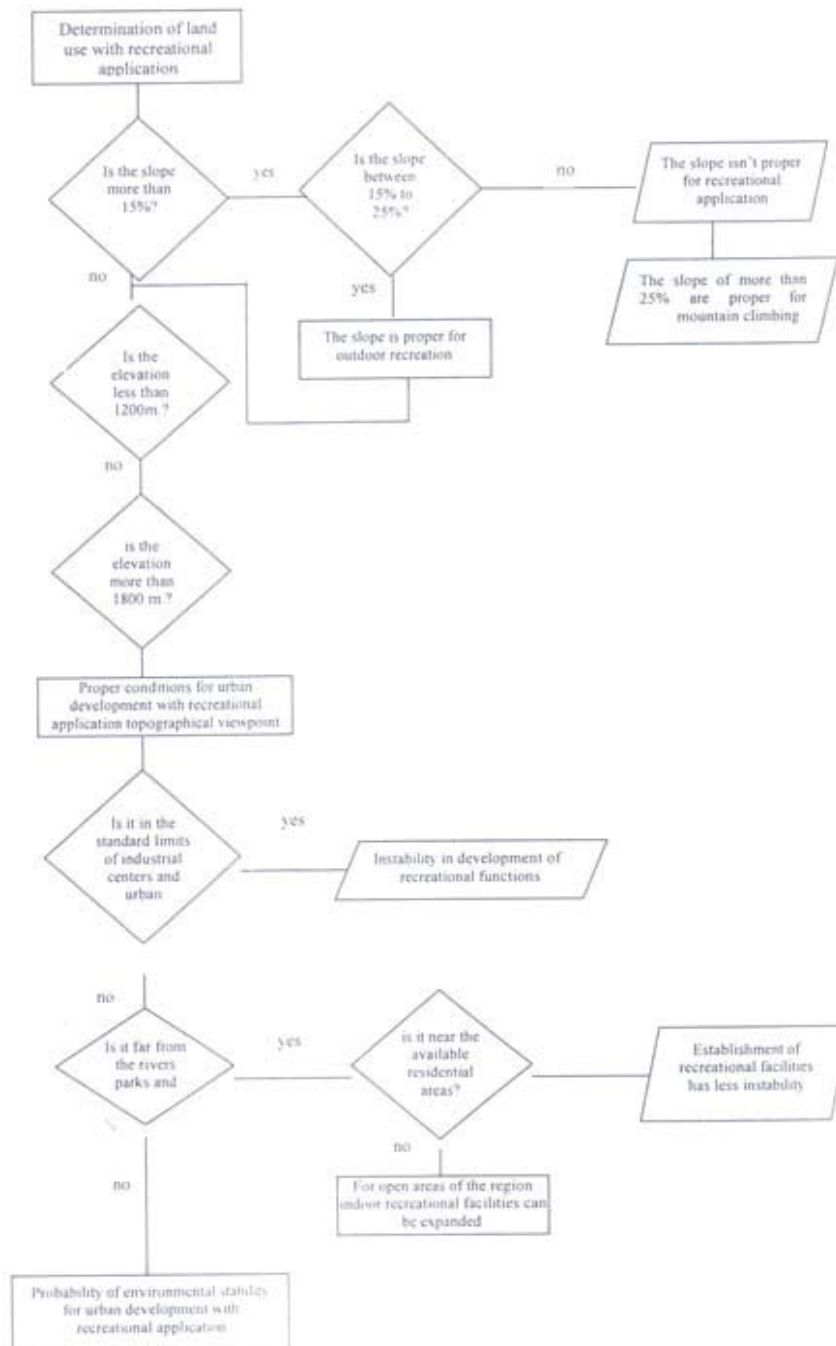 Determination of land
use with recreational
application
Is the slope
more than
15%?
yes
Is the slope
between
15% to
25%?
no
The slope isn't proper
for recreational
application
no
yes
The slope of more than
25% are proper for
mountain climbing
The slope is proper for
outdoor recreation
Is the
elevation
less than
1200m ?
no
is the
elevation
more than
1800 m ?
Proper conditions for urban
development with recreational
application topographical viewpoint
Is it in the
standard limits
of industrial
centers and
urban
yes
Instability in development of
recreational functions
no
Is it far from
the rivers
parks and
yes
is it near the
available
residential
areas?
Establishment of
recreational facilities
has less instability
no
no
For open areas of the region
indoor recreational facilities can
be expanded
Probability of environmental stability
for urban development with
recreational application